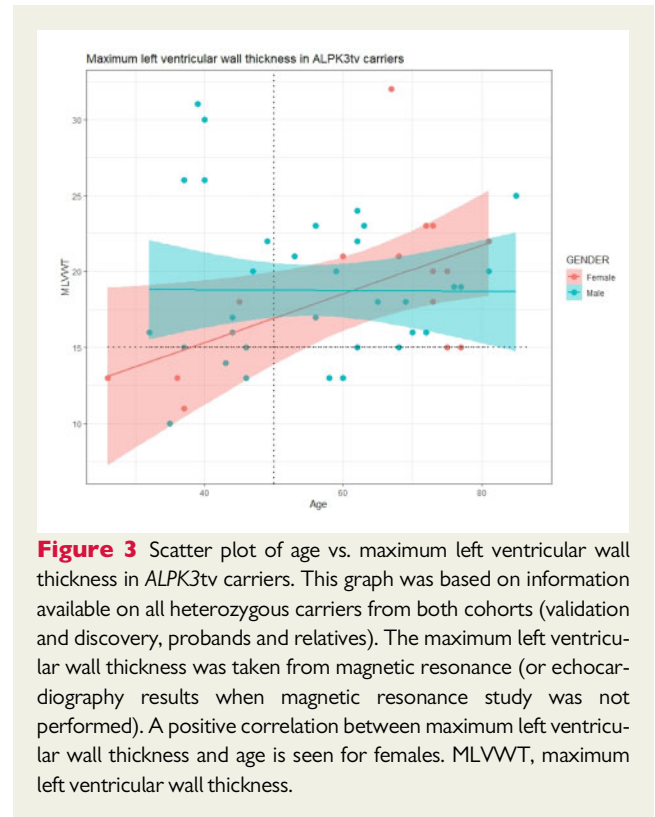 Maximum left ventricular wall thickness in ALPK3tv carriers
30
25
20
15
10
MLVWT
40
60
80
Age
GENDER
Female
Male
Figure 3 Scatter plot of age vs. maximum left ventricular wall
thickness in ALPK3tv carriers. This graph was based on information
available on all heterozygous carriers from both cohorts (validation
and discovery, probands and relatives). The maximum left ventricu-
lar wall thickness was taken from magnetic resonance (or echocar-
diography results when magnetic resonance study was not
performed). A positive correlation between maximum left ventricu-
lar wall thickness and age is seen for females. MLVWT, maximum
left ventricular wall thickness.